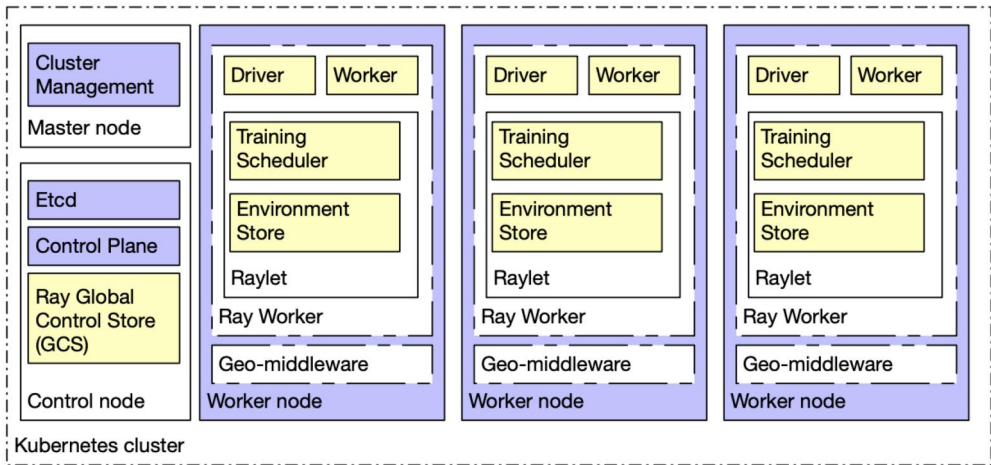 Cluster
Management
Master node
Etcd
Control Plane
Ray Global
Control Store
(GCS)
Control node
Driver
Worker
Training
Scheduler
Environment
Store
Raylet
Ray Worker
Geo-middleware
Worker node
Driver
Worker
Training
Scheduler
Environment
Store
Raylet
Ray Worker
Geo-middleware
Worker node
Driver
Worker
Training
Scheduler
Environment
Store
Raylet
Ray Worker
Geo-middleware
Worker node
Kubernetes cluster